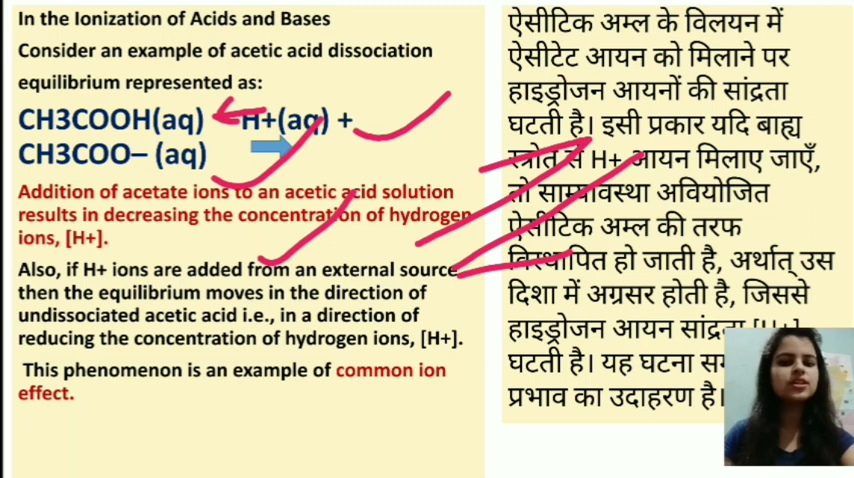 In the Ionization of Acids and Bases
Consider an example of acetic acid dissociation
equilibrium represented as:
CH3COOH(aq) H+(aq) +
CH3COO– (aq)
Addition of acetate ions to an acetic acid solution
results in decreasing the concentration of hydrogen
ions, [H+].
Also, if H+ ions are added from an external source
then the equilibrium moves in the direction of
undissociated acetic acid i.e., in a direction of
reducing the concentration of hydrogen ions, [H+].
This phenomenon is an example of common ion
effect.
ऐसीटिक अम्ल के विलयन में
ऐसीटेट आयन को मिलाने पर
हाइड्रोजन आयनों की सांद्रता
घटती है। इसी प्रकार यदि बाह्य
स्त्रोत से H+ आयन मिलाए जाएँ,
तो साम्यावस्था अवियोजित
ऐसीटिक अम्ल की तरफ
विस्थापित हो जाती है, अर्थात् उस
दिशा में अग्रसर होती है, जिससे
हाइड्रोजन आयन सांद्रता [H+]
घटती है। यह घटना
प्रभाव का उदाहरण है।